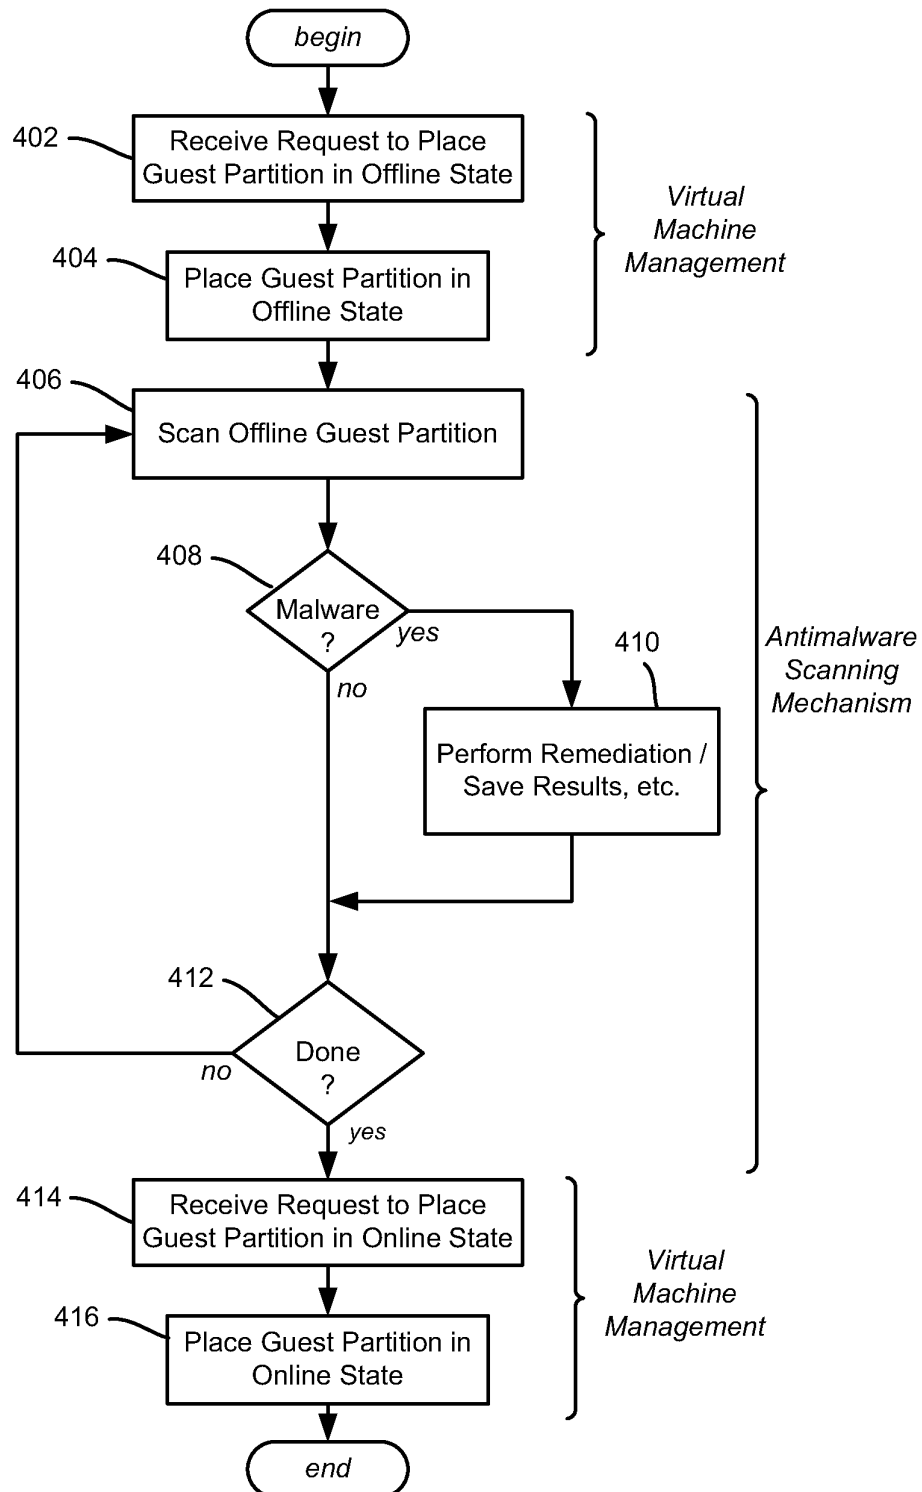 begin
402
Receive Request to Place
Guest Partition in Offline State
Virtual
Machine
Management
404
Place Guest Partition in
Offline State
406
Scan Offline Guest Partition
408
Malware
?
yes
no
410
Perform Remediation /
Save Results, etc.
Antimalware
Scanning
Mechanism
412
Done
?
no
yes
414
Receive Request to Place
Guest Partition in Online State
Virtual
Machine
Management
416
Place Guest Partition in
Online State
end